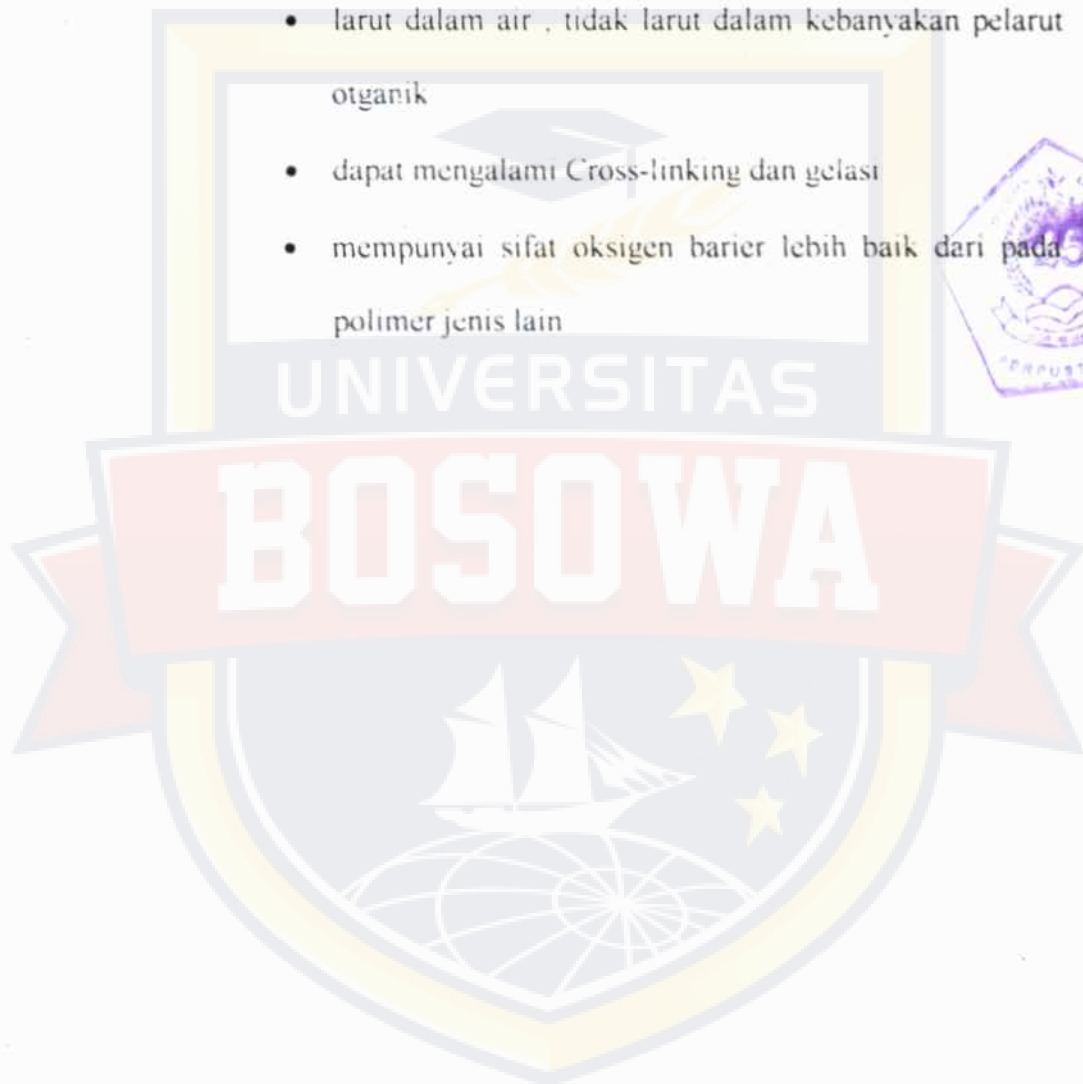 • larut dalam air , tidak larut dalam kebanyakan pelarut
otganik
• dapat mengalami Cross-linking dan gelasi
• mempunyai sifat oksigen barier lebih baik dari pada
polimer jenis lain
UNIVERSITAS
BOSOWA